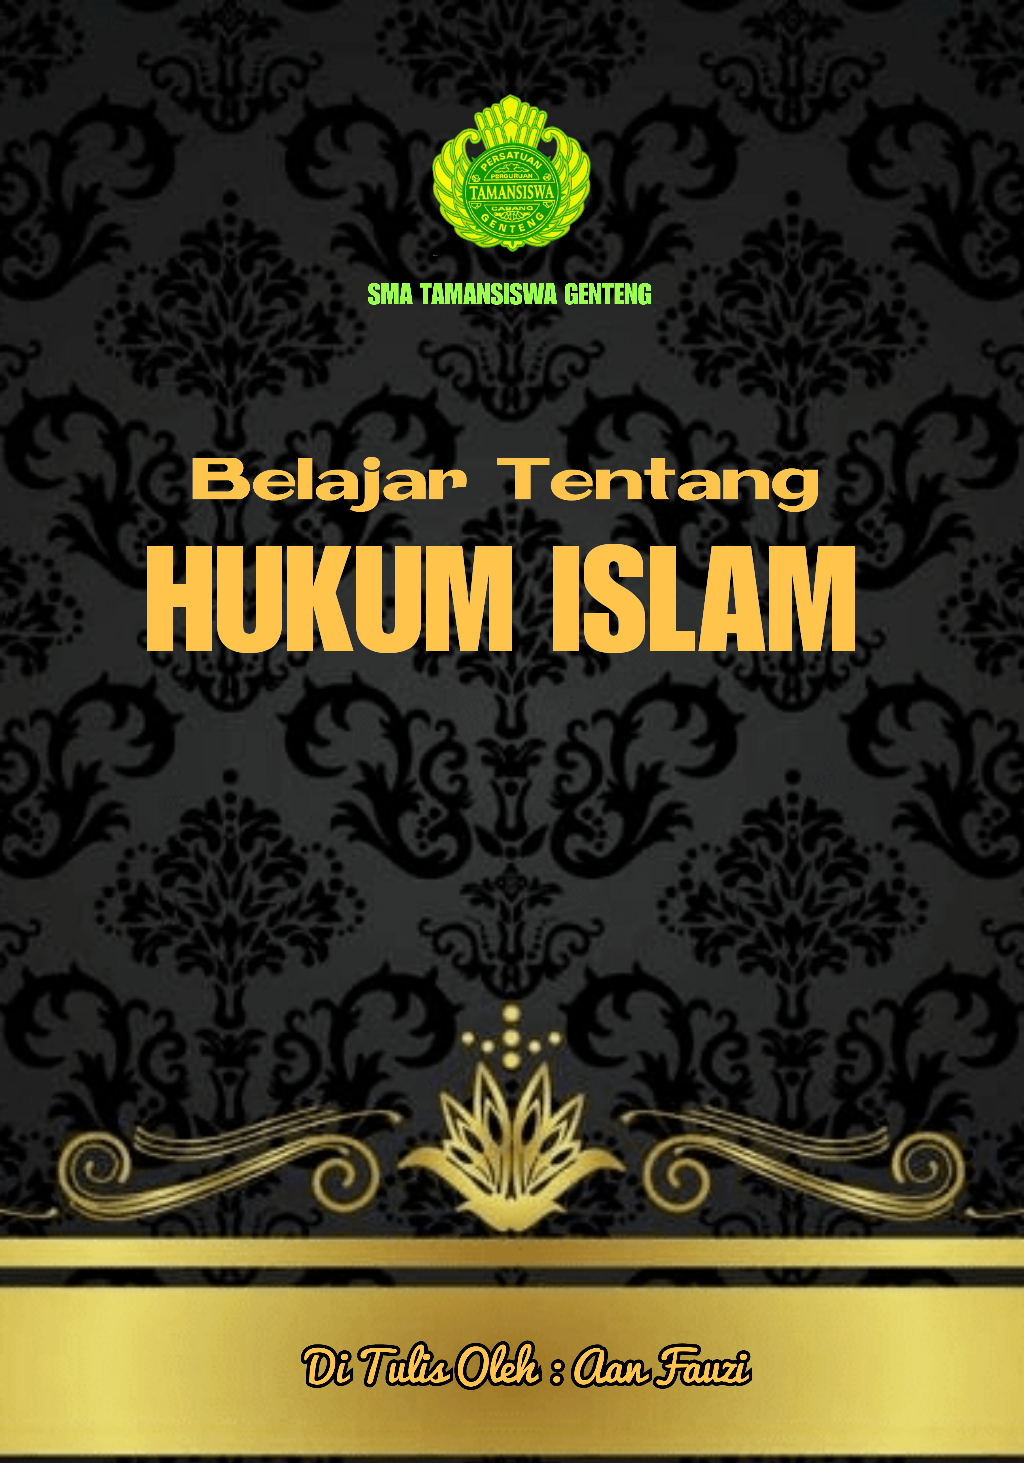 PERSATUAN
PERGURUAN
TAMANSISWA
CABANG
GENTENG
SMA TAMANSISWA GENTENG
Belajar Tentang
HUKUM ISLAM
Di Tulis Oleh : Aan Fauzi